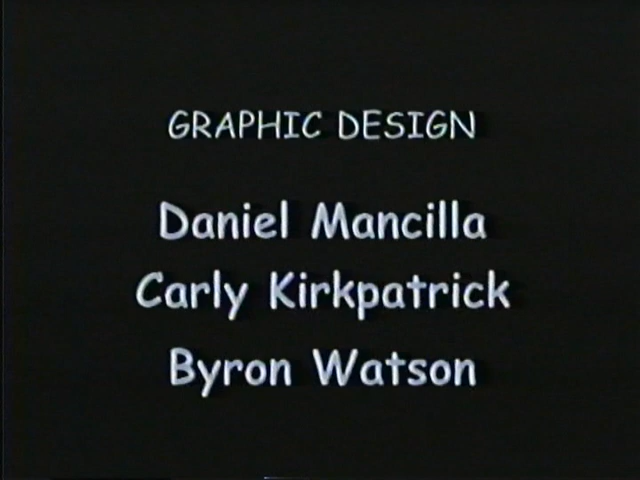 GRAPHIC DESIGN
Daniel Mancilla
Carly Kirkpatrick
Byron Watson